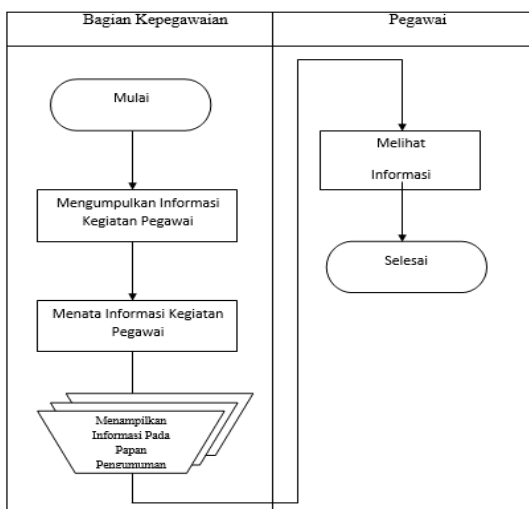 Bagian Kepegawaian
Pegawai
Mulai
Mengumpulkan Informasi
Kegiatan Pegawai
Menata Informasi Kegiatan
Pegawai
Menampilkan
Informasi Pada
Papan
Pengumuman
Melihat
Informasi
Selesai